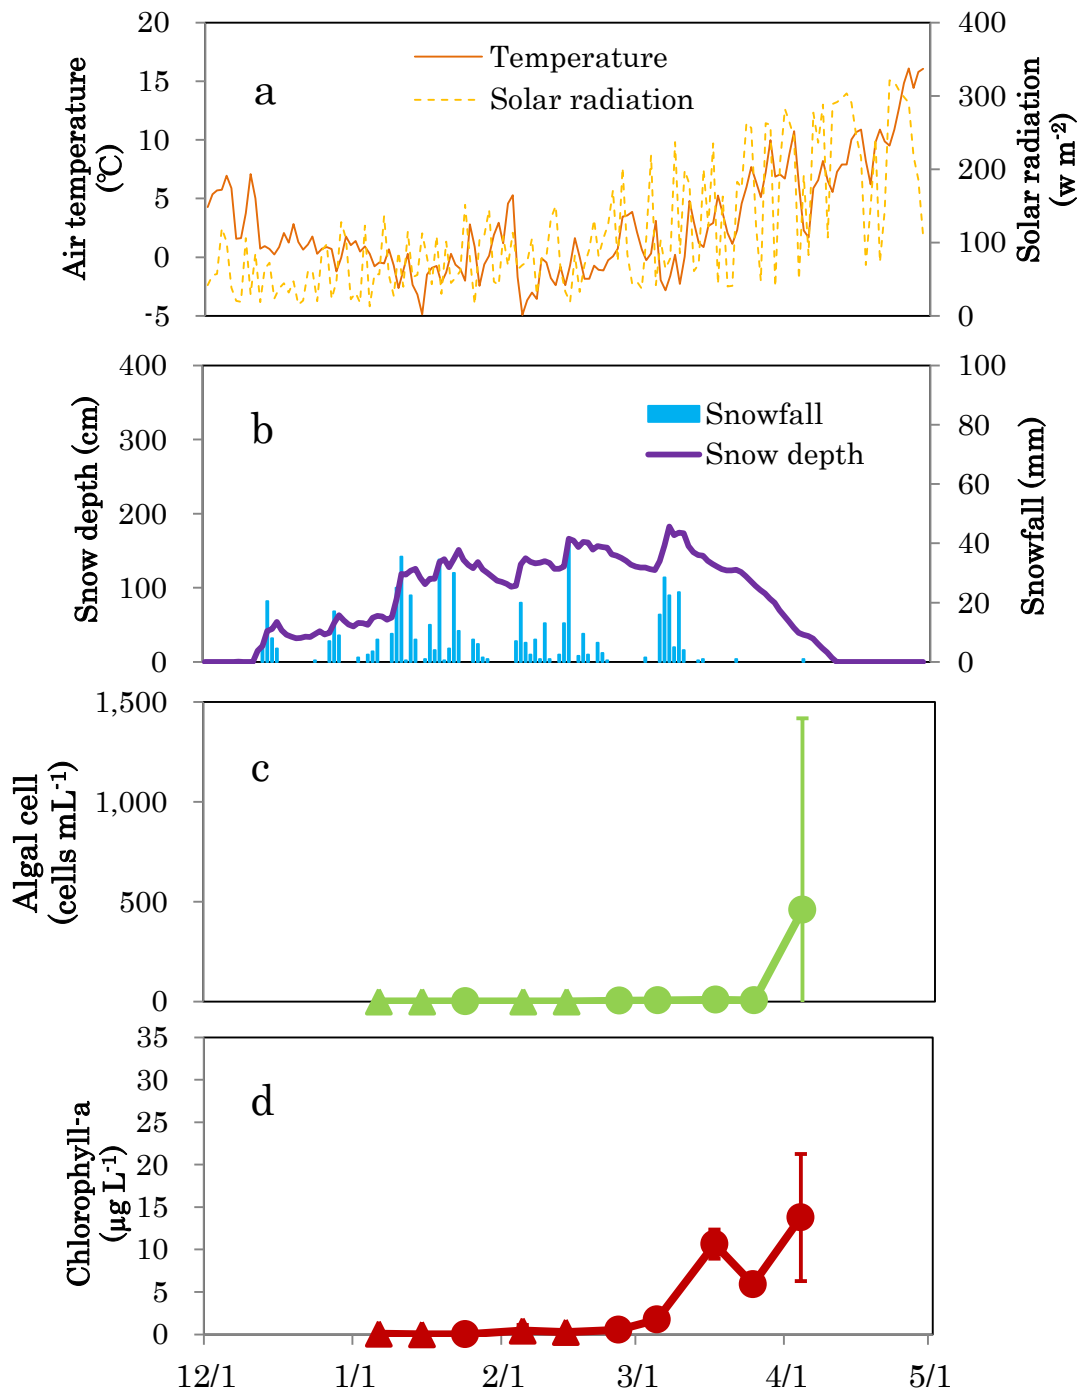 20
15
10
5
0
-5
Air temperature
(℃)
a
Temperature
Solar radiation
400
300
200
100
0
Solar radiation
(w m-2)
400
300
200
100
0
Snow depth (cm)
b
Snowfall
Snow depth
100
80
60
40
20
0
Snowfall (mm)
1,500
1,000
500
0
Algal cell
(cells mL-1)
c
35
30
25
20
15
10
5
0
Chlorophyll-a
(μg L-1)
d
12/1 1/1 2/1 3/1 4/1 5/1